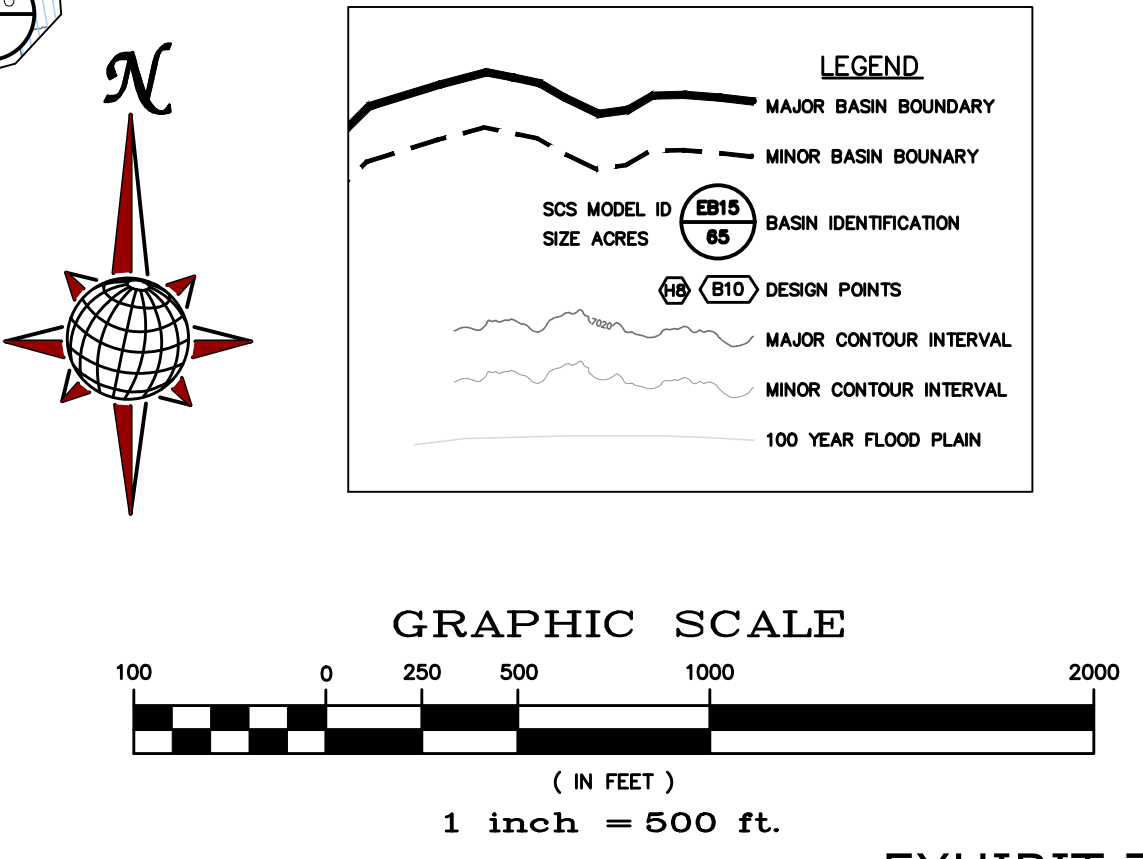 N
LEGEND
MAJOR BASIN BOUNDARY
MINOR BASIN BOUNARY
SCS MODEL ID
SIZE ACRES
EB15
65
BASIN IDENTIFICATION
H8 B10 DESIGN POINTS
7020
MAJOR CONTOUR INTERVAL
MINOR CONTOUR INTERVAL
100 YEAR FLOOD PLAIN
GRAPHIC SCALE
100 0 250 500 1000 2000
( IN FEET )
1 inch = 500 ft.